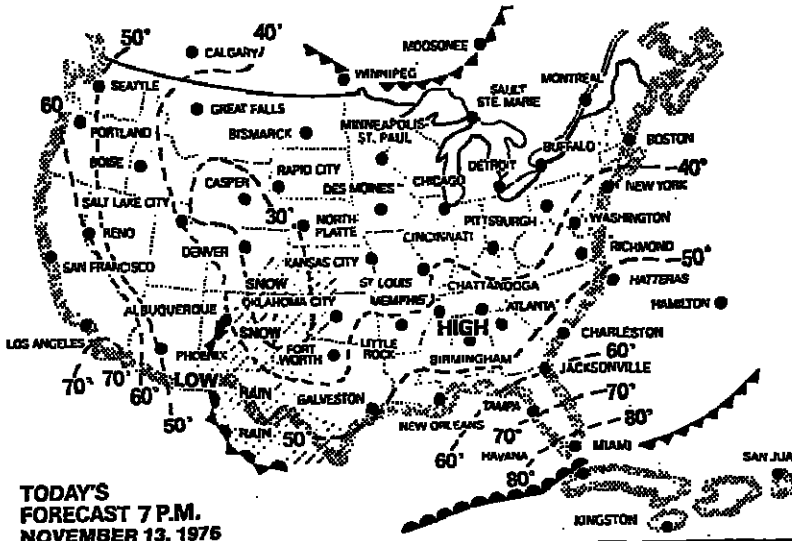 50°
CALGARY
40°
MOOSONEE
WINNIPEG
SEATTLE
SAULT
STE. MARIE
MONTREAL
60°
GREAT FALLS
PORTLAND
BISMARCK
MINNEAPOLIS
ST. PAUL
BUFFALO
BOSTON
BOISE
RAPID CITY
DETROIT
CASPER
DES MOINES
CHICAGO
40°
NEW YORK
SALT LAKE CITY
30°
NORTH
PLATTE
PITTSBURGH
WASHINGTON
RENO
CINCINNATI
DENVER
RICHMOND
KANSAS CITY
50°
SAN FRANCISCO
SNOW
ST LOUIS
CHATTANOOGA
HATTERAS
ALBUQUERQUE
OKLAHOMA CITY
MEMPHIS
ATLANTA
HAMILTON
SNOW
HIGH
LOS ANGELES
PHOENIX
FORT
WORTH
LITTLE
ROCK
CHARLESTON
BIRMINGHAM
60°
70°
70°
LOW
JACKSONVILLE
60°
RAIN
GALVESTON
70°
50°
NEW ORLEANS
TAMPA
80°
RAIN
50°
70°
MIAMI
60°
HAVANA
80°
SAN JUA
KINGSTON
TODAY'S
FORECAST 7 P.M.
NOVEMBER 13, 1976